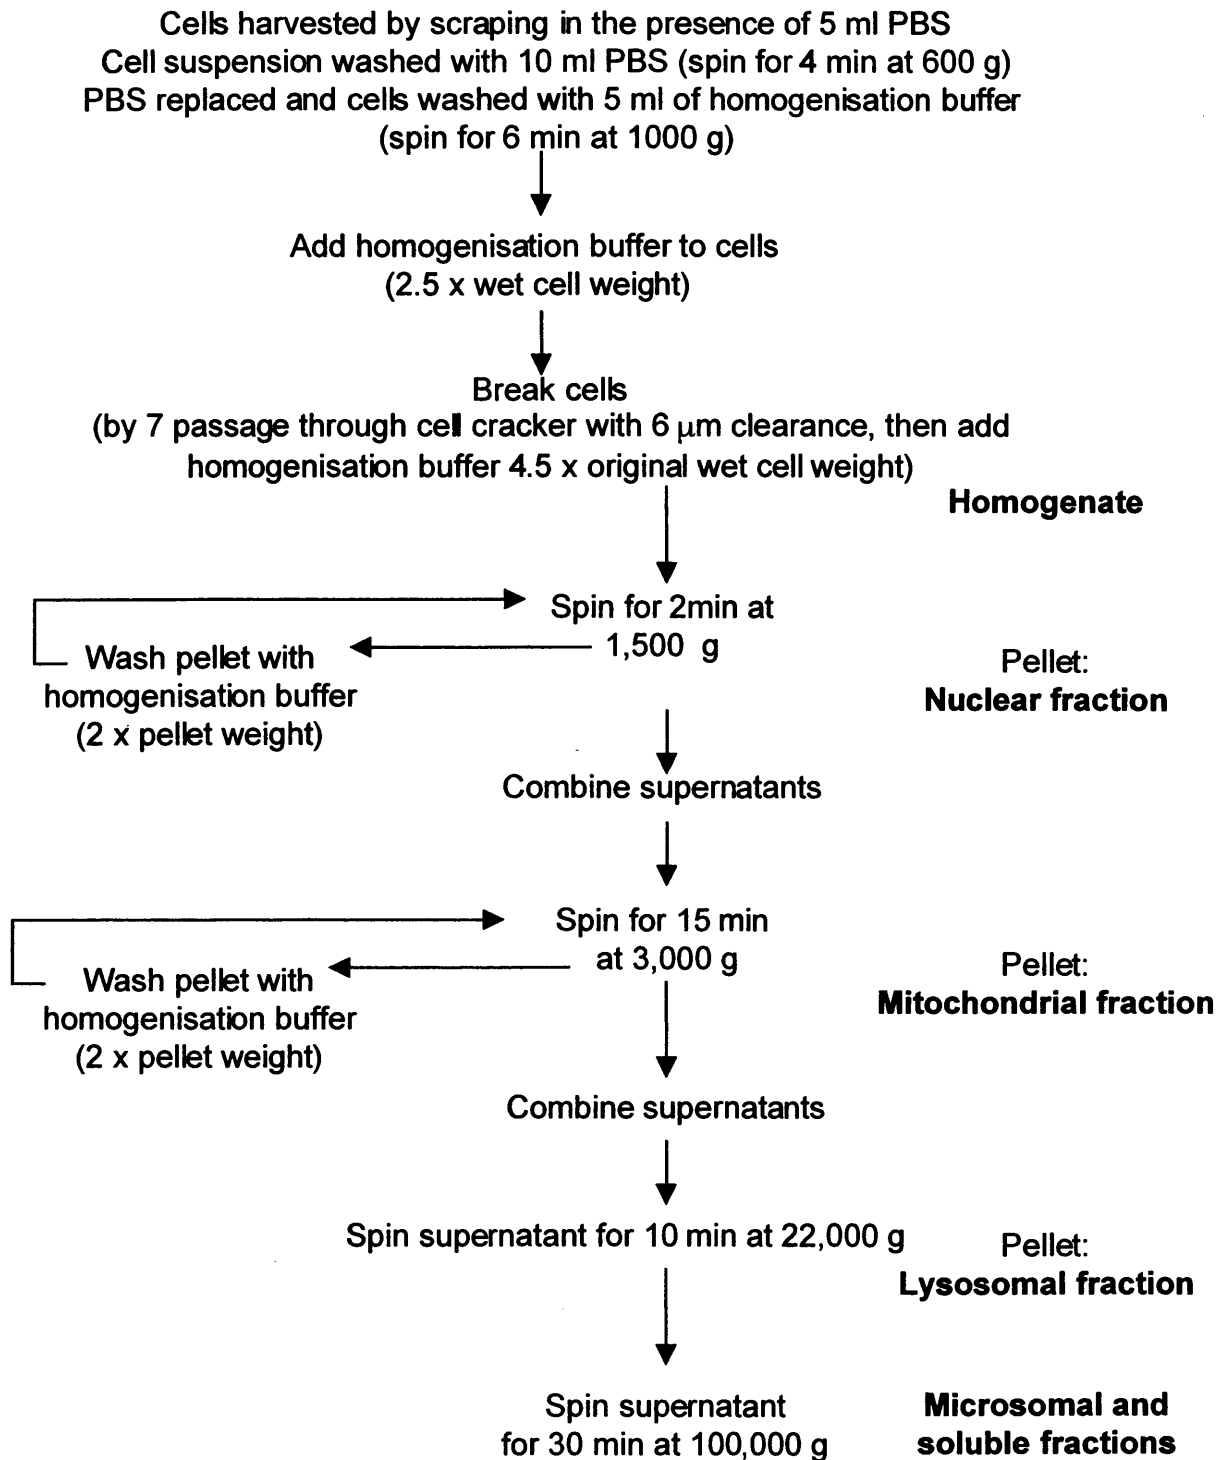 Cells harvested by scraping in the presence of 5 ml PBS
Cell suspension washed with 10 ml PBS (spin for 4 min at 600 g)
PBS replaced and cells washed with 5 ml of homogenisation buffer
(spin for 6 min at 1000 g)
Add homogenisation buffer to cells
(2.5 x wet cell weight)
Break cells
(by 7 passage through cell cracker with 6 μm clearance, then add
homogenisation buffer 4.5 x original wet cell weight)
Homogenate
Spin for 2min at
1,500 g
Wash pellet with
homogenisation buffer
(2 x pellet weight)
Pellet:
Nuclear fraction
Combine supernatants
Spin for 15 min
at 3,000 g
Wash pellet with
homogenisation buffer
(2 x pellet weight)
Pellet:
Mitochondrial fraction
Combine supernatants
Spin supernatant for 10 min at 22,000 g
Pellet:
Lysosomal fraction
Spin supernatant
for 30 min at 100,000 g
Microsomal and
soluble fractions